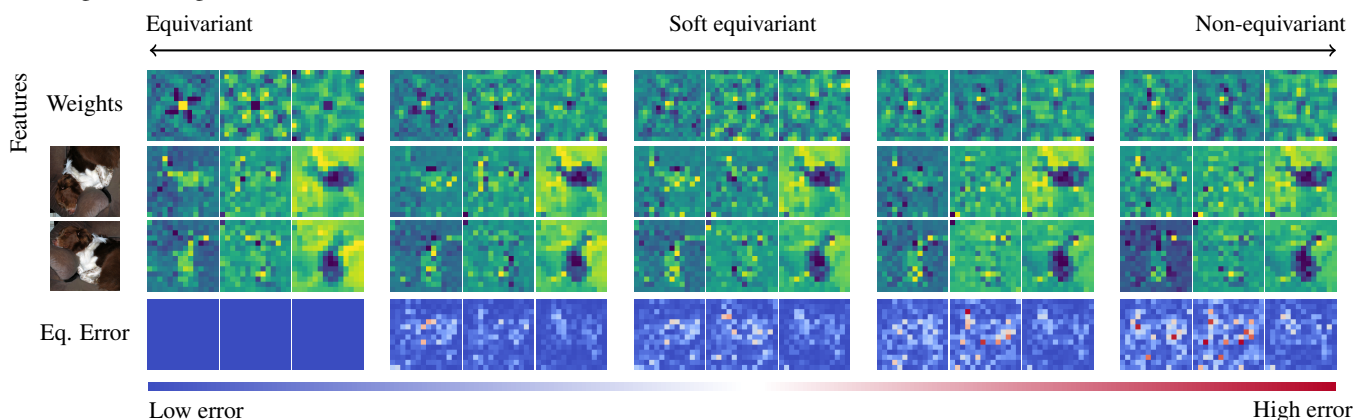 Equivariant Soft equivariant Non-equivariant
Features
Weights
Eq. Error
Low error High error